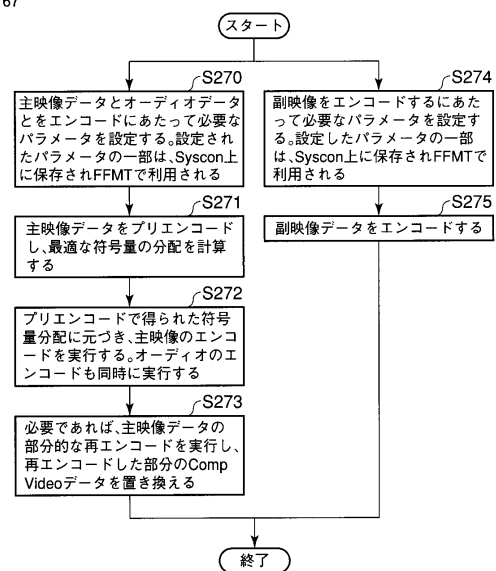 67
スタート
S270
主映像データとオーディオデータ
とをエンコードにあたって必要な
パラメータを設定する。設定され
たパラメータの一部は、Syscon上
に保存されFFMTで利用される
S271
主映像データをプリエンコード
し、最適な符号量の分配を計算
する
S272
プリエンコードで得られた符号
量分配に元づき、主映像のエンコ
ードを実行する。オーディオのエ
ンコードも同時に実行する
S273
必要であれば、主映像データの
部分的な再エンコードを実行し、
再エンコードした部分のComp
Videoデータを置き換える
S274
副映像をエンコードするにあた
って必要なパラメータを設定す
る。設定したパラメータの一部
は、Syscon上に保存されFFMTで
利用される
S275
副映像データをエンコードする
終了